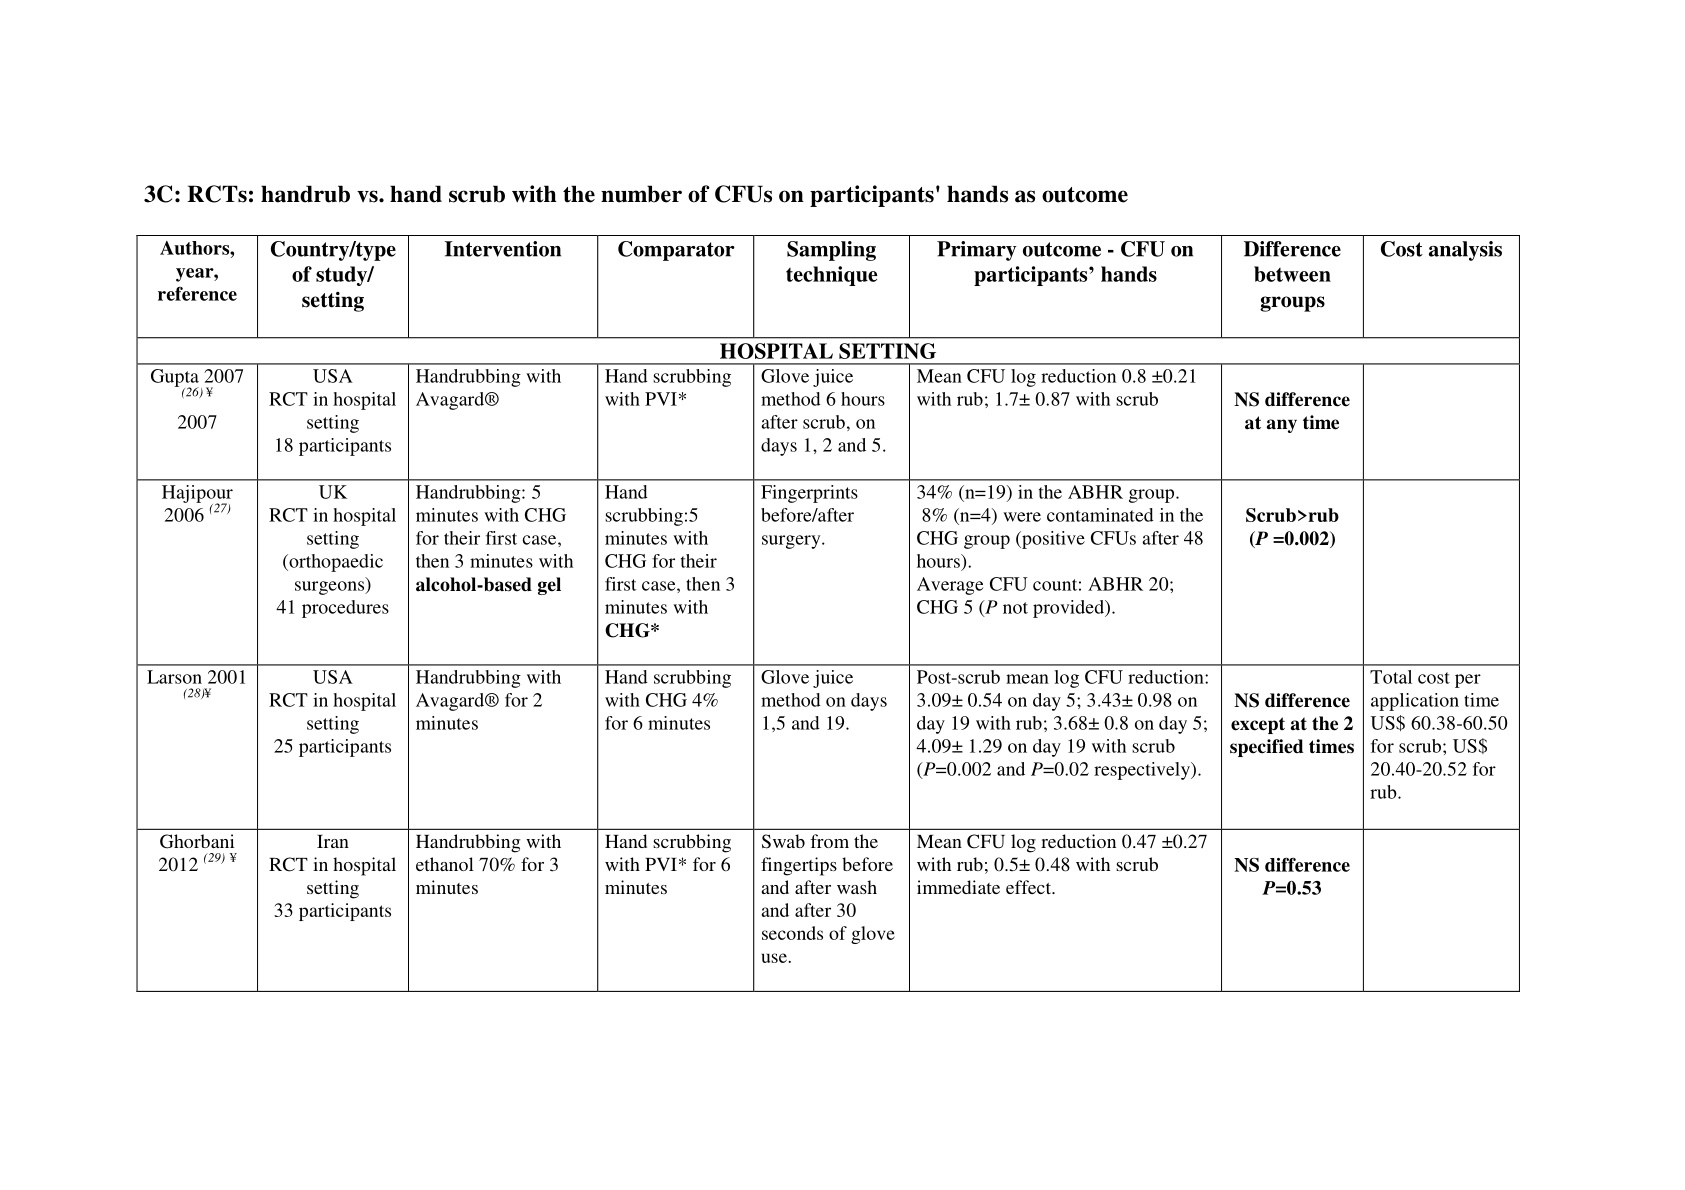 3C: RCTs: handrub vs. hand scrub with the number of CFUs on participants' hands as outcome
Authors,
year,
reference
Country/type
of study/
setting
Intervention
Comparator
Sampling
technique
Primary outcome - CFU on
participants’ hands
Difference
between
groups
Cost analysis
HOSPITAL SETTING
Gupta 2007
(26) ¥
2007
USA
RCT in hospital
setting
18 participants
Handrubbing with
Avagard®
Hand scrubbing
with PVI*
Glove juice
method 6 hours
after scrub, on
days 1, 2 and 5.
Mean CFU log reduction 0.8 ±0.21
with rub; 1.7± 0.87 with scrub
NS difference
at any time
Hajipour
2006 (27)
UK
RCT in hospital
setting
(orthopaedic
surgeons)
41 procedures
Handrubbing: 5
minutes with CHG
for their first case,
then 3 minutes with
alcohol-based gel
Hand
scrubbing:5
minutes with
CHG for their
first case, then 3
minutes with
CHG*
Fingerprints
before/after
surgery.
34% (n=19) in the ABHR group.
8% (n=4) were contaminated in the
CHG group (positive CFUs after 48
hours).
Average CFU count: ABHR 20;
CHG 5 (P not provided).
Scrub>rub
(P =0.002)
Larson 2001
(28)¥
USA
RCT in hospital
setting
25 participants
Handrubbing with
Avagard® for 2
minutes
Hand scrubbing
with CHG 4%
for 6 minutes
Glove juice
method on days
1,5 and 19.
Post-scrub mean log CFU reduction:
3.09± 0.54 on day 5; 3.43± 0.98 on
day 19 with rub; 3.68± 0.8 on day 5;
4.09± 1.29 on day 19 with scrub
(P=0.002 and P=0.02 respectively).
NS difference
except at the 2
specified times
Total cost per
application time
US$ 60.38-60.50
for scrub; US$
20.40-20.52 for
rub.
Ghorbani
2012 (29) ¥
Iran
RCT in hospital
setting
33 participants
Handrubbing with
ethanol 70% for 3
minutes
Hand scrubbing
with PVI* for 6
minutes
Swab from the
fingertips before
and after wash
and after 30
seconds of glove
use.
Mean CFU log reduction 0.47 ±0.27
with rub; 0.5± 0.48 with scrub
immediate effect.
NS difference
P=0.53